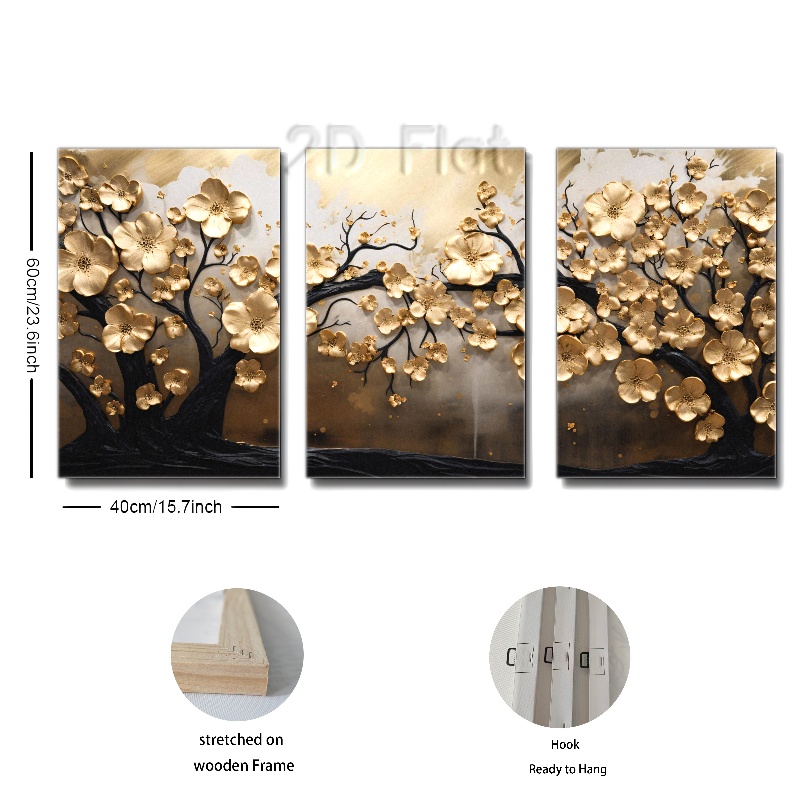 2D Flat
60cm/23.6inch
40cm/15.7inch
stretched on
wooden Frame
Hook
Ready to Hang